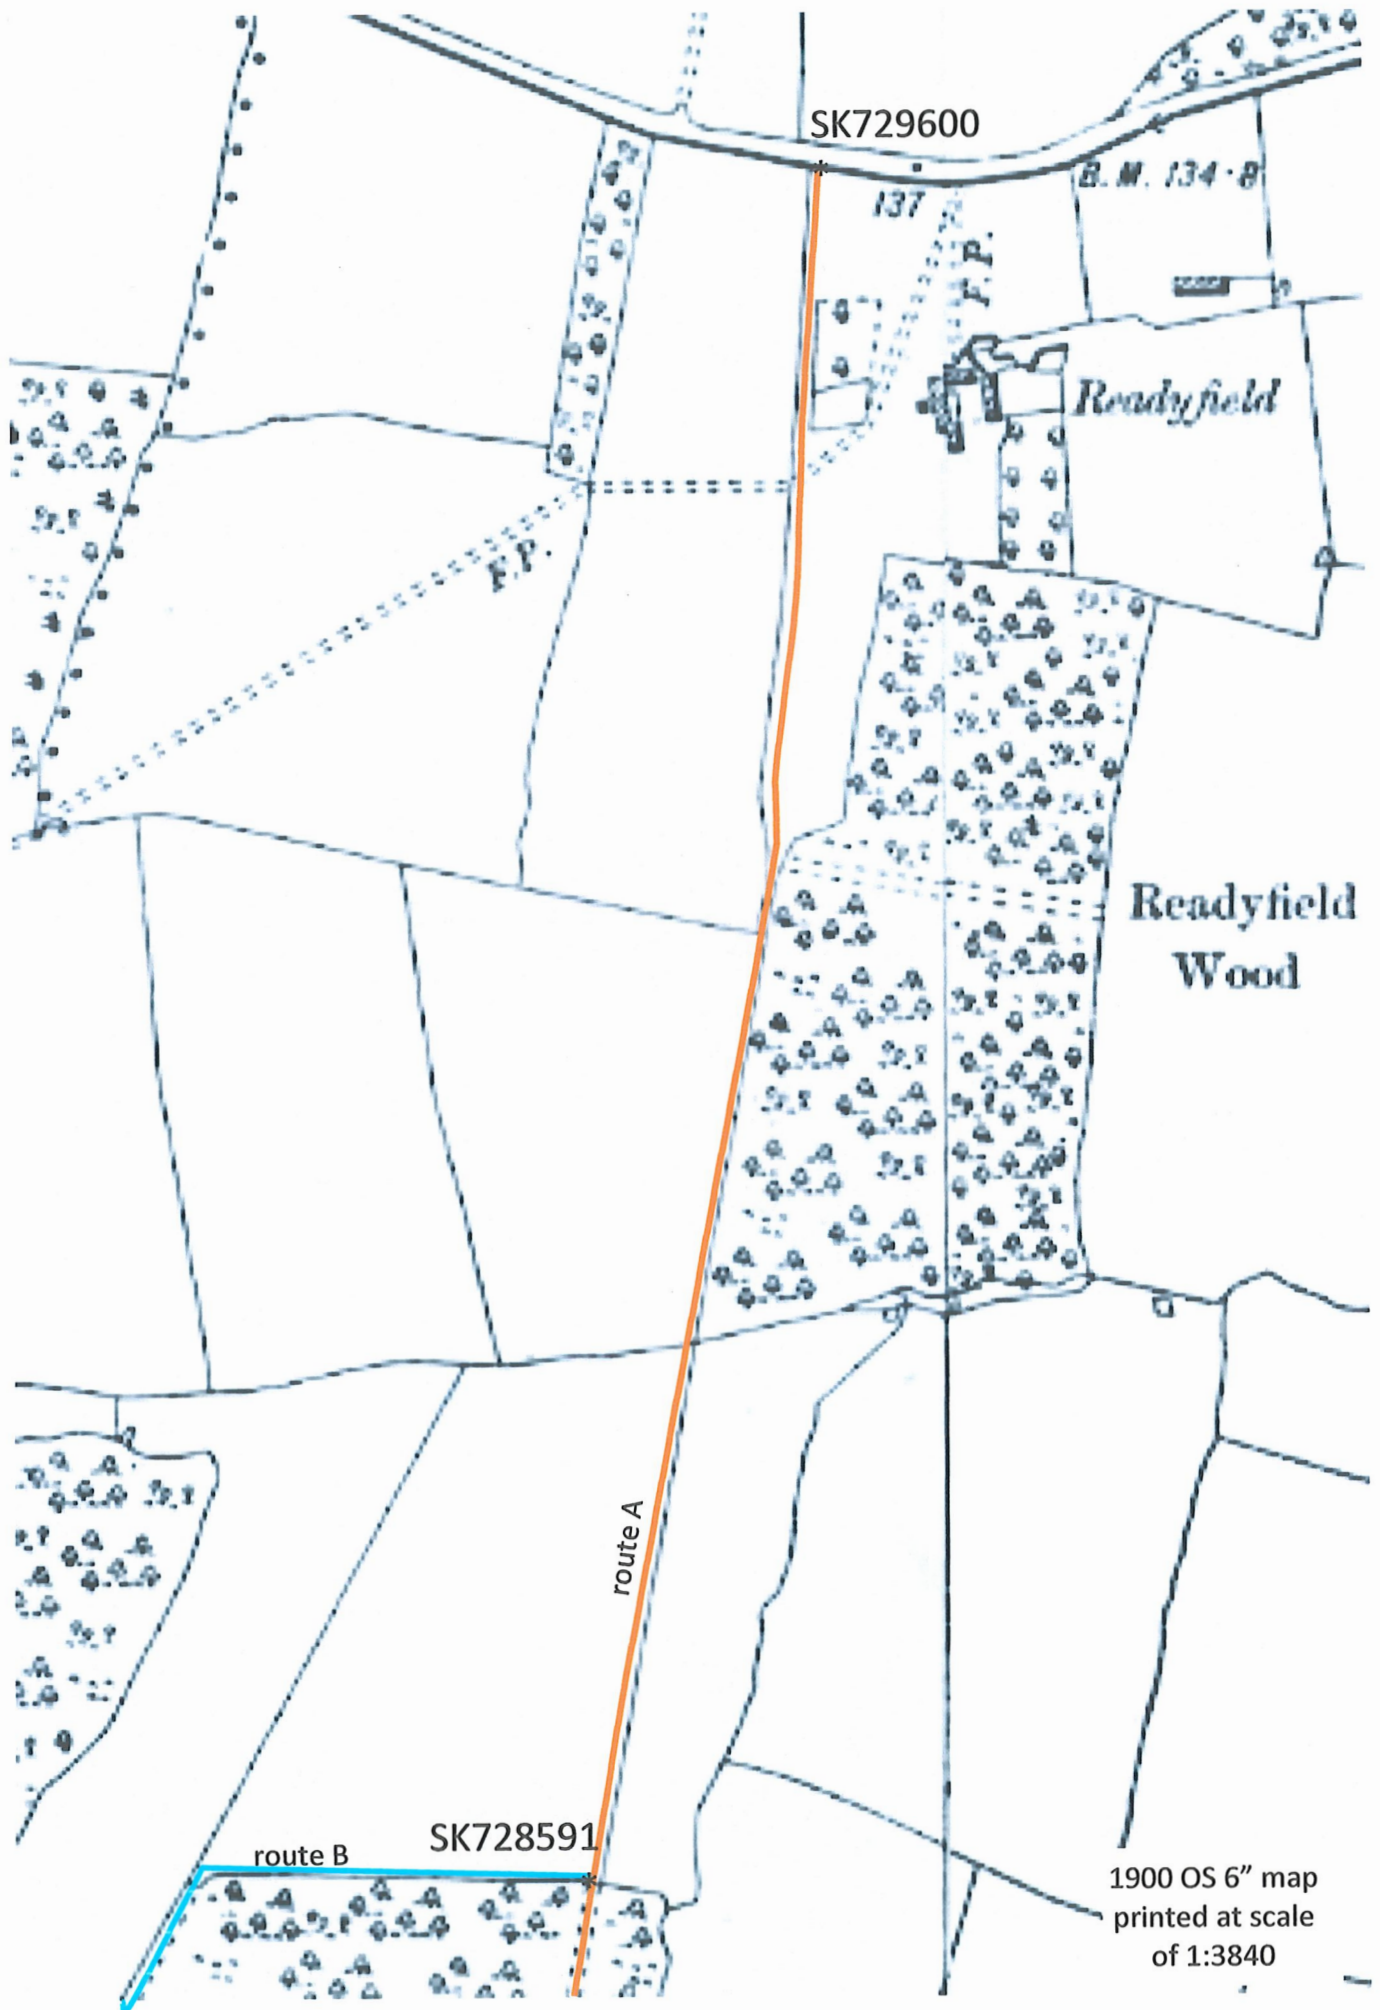 SK729600
137
B.M. 134·8
F.P.
Readyfield
F.P.
Readyfield
Wood
route A
SK728591
route B
1900 OS 6” map
printed at scale
of 1:3840